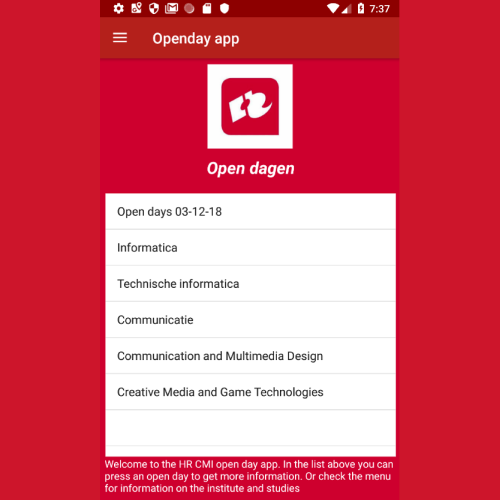 7:37
Openday app
Open dagen
Open days 03-12-18
Informatica
Technische informatica
Communicatie
Communication and Multimedia Design
Creative Media and Game Technologies
Welcome to the HR CMI open day app. In the list above you can
press an open day to get more information. Or check the menu
for information on the institute and studies